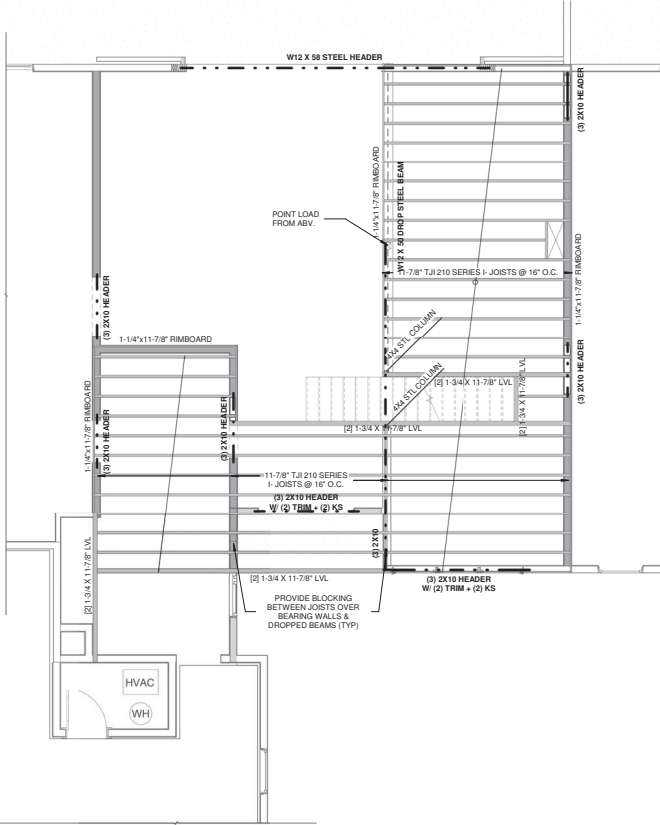 W12 X 58 STEEL HEADER
(3) 2X10 HEADER
1-1/4"x11-7/8" RIMBOARD
W12 X 50 DROP STEEL BEAM
POINT LOAD
FROM ABV.
11-7/8" TJI 210 SERIES I- JOISTS @ 16" O.C.
1-1/4"x11-7/8" RIMBOARD
(3) 2X10 HEADER
4X4 STL COLUMN
1-1/4"x11-7/8" RIMBOARD
(3) 2X10 HEADER
[2] 1-3/4 X 11-7/8" LVL
[2] 1-3/4 X 11-7/8" LVL
4X4 STL COLUMN
1-1/4"x11-7/8" RIMBOARD
(3) 2X10 HEADER
(3) 2X10 HEADER
[2] 1-3/4 X 11-7/8" LVL
11-7/8" TJI 210 SERIES
I- JOISTS @ 16" O.C.
(3) 2X10 HEADER
W/ (2) TRIM + (2) KS
(3) 2X10
[2] 1-3/4 X 11-7/8" LVL
[2] 1-3/4 X 11-7/8" LVL
(3) 2X10 HEADER
W/ (2) TRIM + (2) KS
PROVIDE BLOCKING
BETWEEN JOISTS OVER
BEARING WALLS &
DROPPED BEAMS (TYP)
HVAC
WH